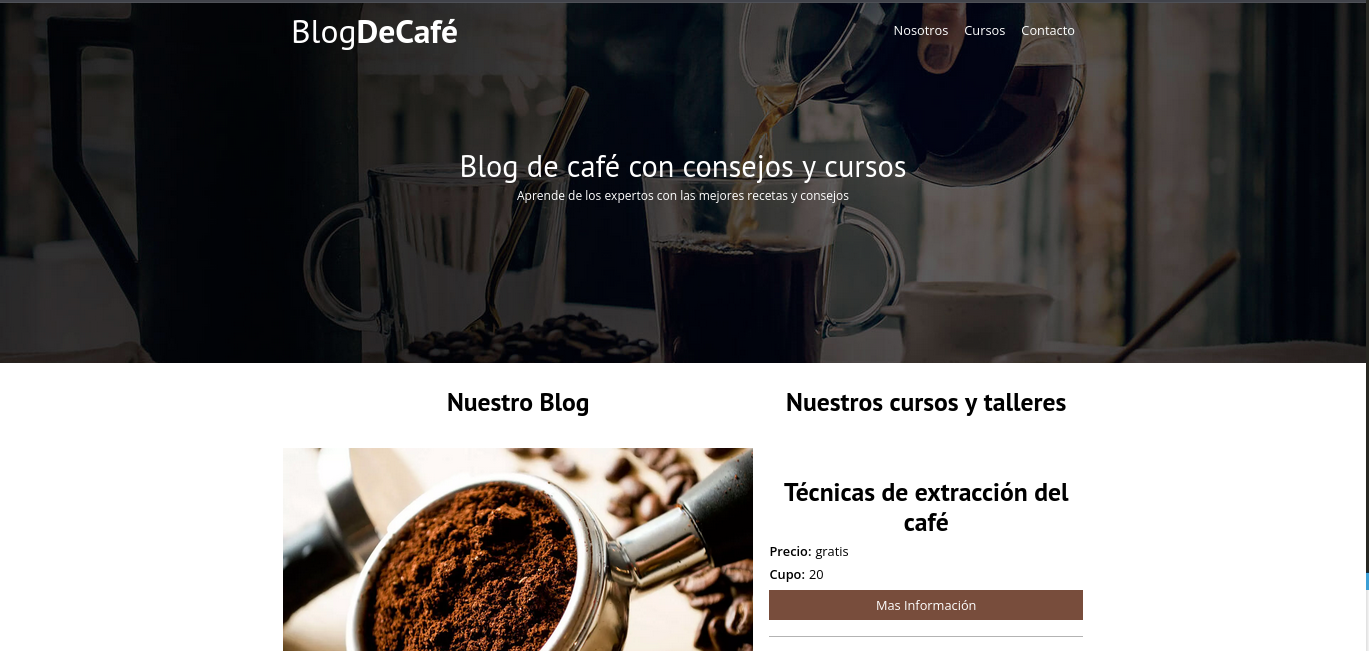 BlogDeCafé
Nosotros Cursos Contacto
Blog de café con consejos y cursos
Aprende de los expertos con las mejores recetas y consejos
Nuestro Blog
Nuestros cursos y talleres
Técnicas de extracción del
café
Precio: gratis
Cupo: 20
Mas Información